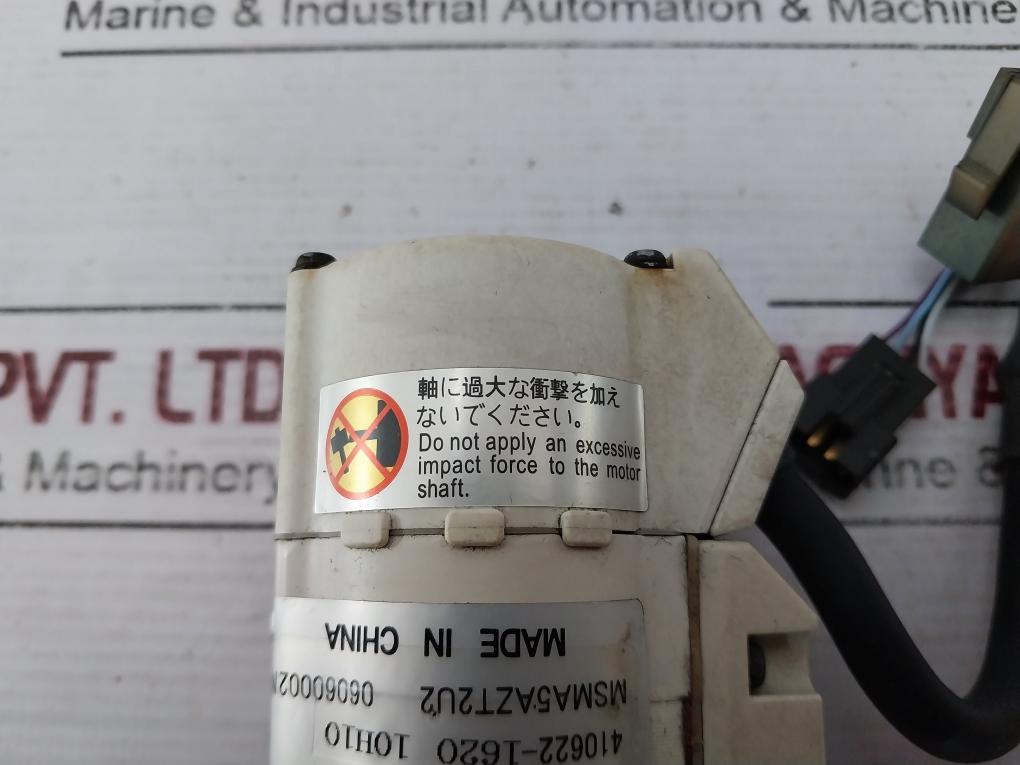 Marine & Industrial Automation & Machine
PVT. LTD
& Machinery
軸に過大な衝撃を加え
ないでください。
Do not apply an excessive
impact force to the motor
shaft.
MADE IN CHINA
MSMA5AZT2U2 06060002
410622-1620 10H10